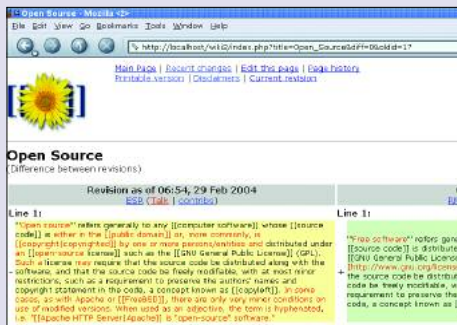 Open Source - Mozilla <2>
File Edit View Go Bookmarks Tools Window Help
http://localhost/wiki2/index.php?title=Open_Source&diff=0&oldid=17
Main Page | Recent changes | Edit this page | Page history
Printable version | Disclaimers | Current revision
Open Source
(Difference between revisions)
Revision as of 06:54, 29 Feb 2004
ESP (Talk | contribs)
Line 1:
Line 1:
'''Open source''' refers generally to any [[computer software]] whose [[source
code]] is either in the [[public domain]] or, more commonly, is
[[copyright|copyrighted]] by one or more persons/entities and distributed under
an [[open-source license]] such as the [[GNU General Public License]] (GPL).
Such a license may require that the source code be distributed along with the
- software, and that the source code be freely modifiable, with at most minor
restrictions, such as a requirement to preserve the authors' names and
copyright statement in the code, a concept known as [[copyleft]]. In some
cases, as with Apache or [[FreeBSD]], there are only very minor conditions on
use of modified versions. When used as an adjective, the term is hyphenated,
i.e. "[[Apache HTTP Server|Apache]] is "open-source" software."
'''Free software''' refers gen
[[source code]] is distribut
[[GNU General Public Licens
[http://www.gnu.org/license
+ the source code be distribu
code be freely modifiable, w
requirement to preserve the
code, a concept known as [